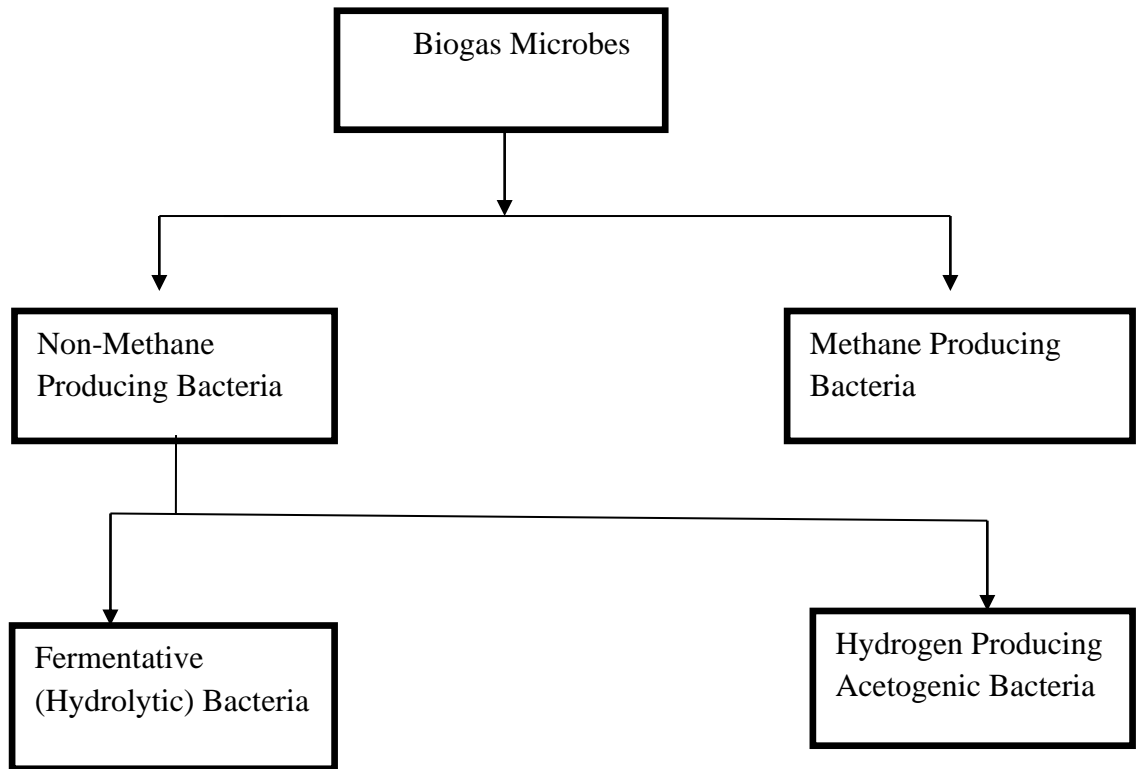 Biogas Microbes
Non-Methane
Producing Bacteria
Methane Producing
Bacteria
Fermentative
(Hydrolytic) Bacteria
Hydrogen Producing
Acetogenic Bacteria